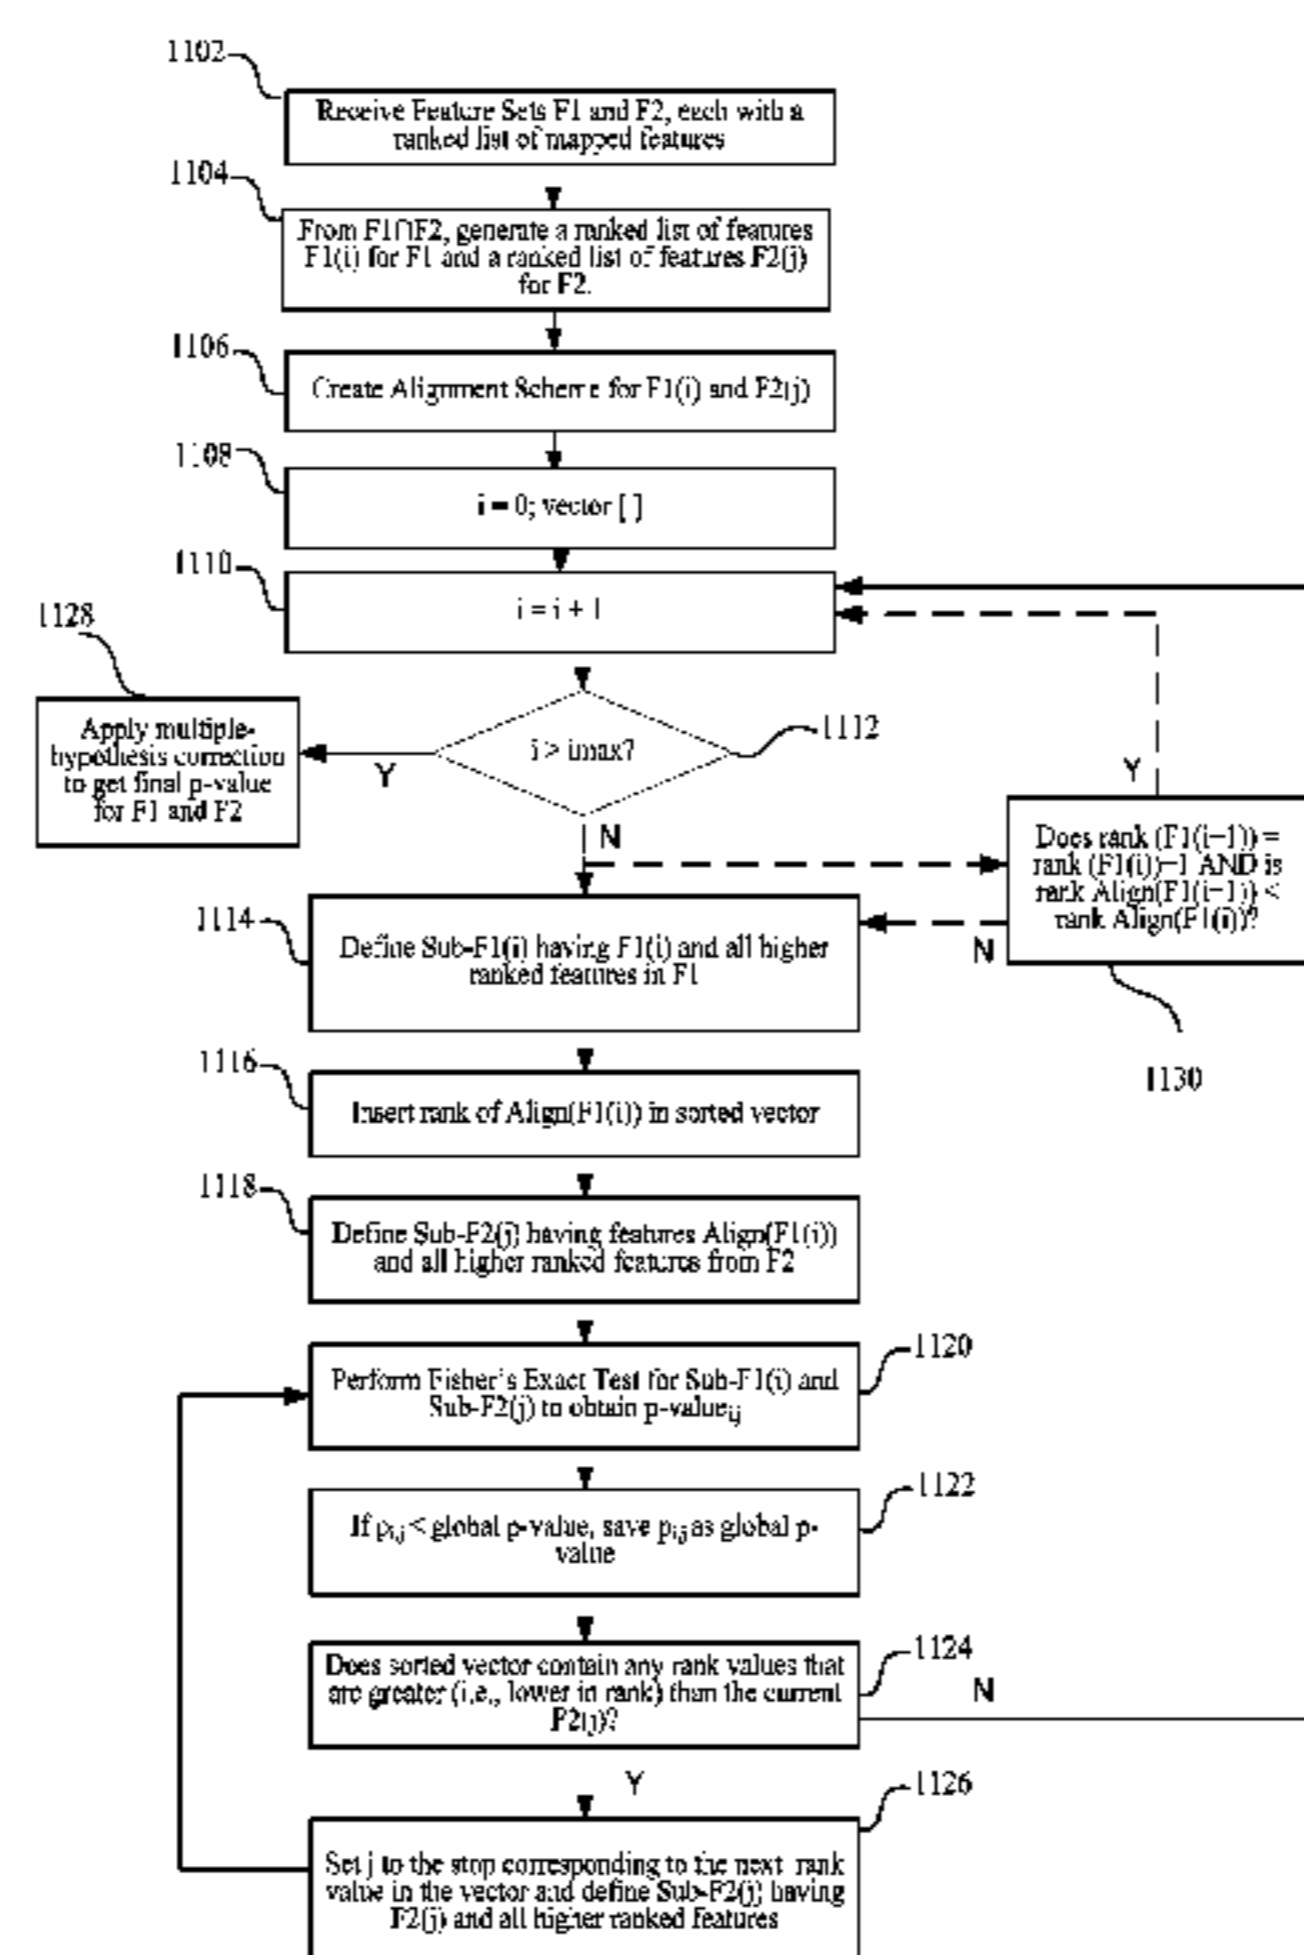 1102
Receive Feature Sets F1 and F2, each with a
ranked list of mapped features
1104
From F1∩F2, generate a ranked list of features
F1(i) for F1 and a ranked list of features F2(j)
for F2.
1106
Create Alignment Scheme for F1(i) and F2(j)
1108
i = 0; vector [ ]
1110
i = i + 1
1128
Apply multiple-
hypothesis correction
to get final p-value
for F1 and F2
Y
i > imax?
1112
N
Y
Does rank (F1(i−1)) =
rank (F1(i))−1 AND is
rank Align(F1(i−1)) <
rank Align(F1(i))?
N
1130
1114
Define Sub-F1(i) having F1(i) and all higher
ranked features in F1
1116
Insert rank of Align(F1(i)) in sorted vector
1118
Define Sub-F2(j) having features Align(F1(i))
and all higher ranked features from F2
1120
Perform Fisher's Exact Test for Sub-F1(i) and
Sub-F2(j) to obtain p-valueij
1122
If pi,j < global p-value, save pi,j as global p-
value
1124
Does sorted vector contain any rank values that
are greater (i.e., lower in rank) than the current
F2(j)?
N
Y
1126
Set j to the stop corresponding to the next rank
value in the vector and define Sub-F2(j) having
F2(j) and all higher ranked features